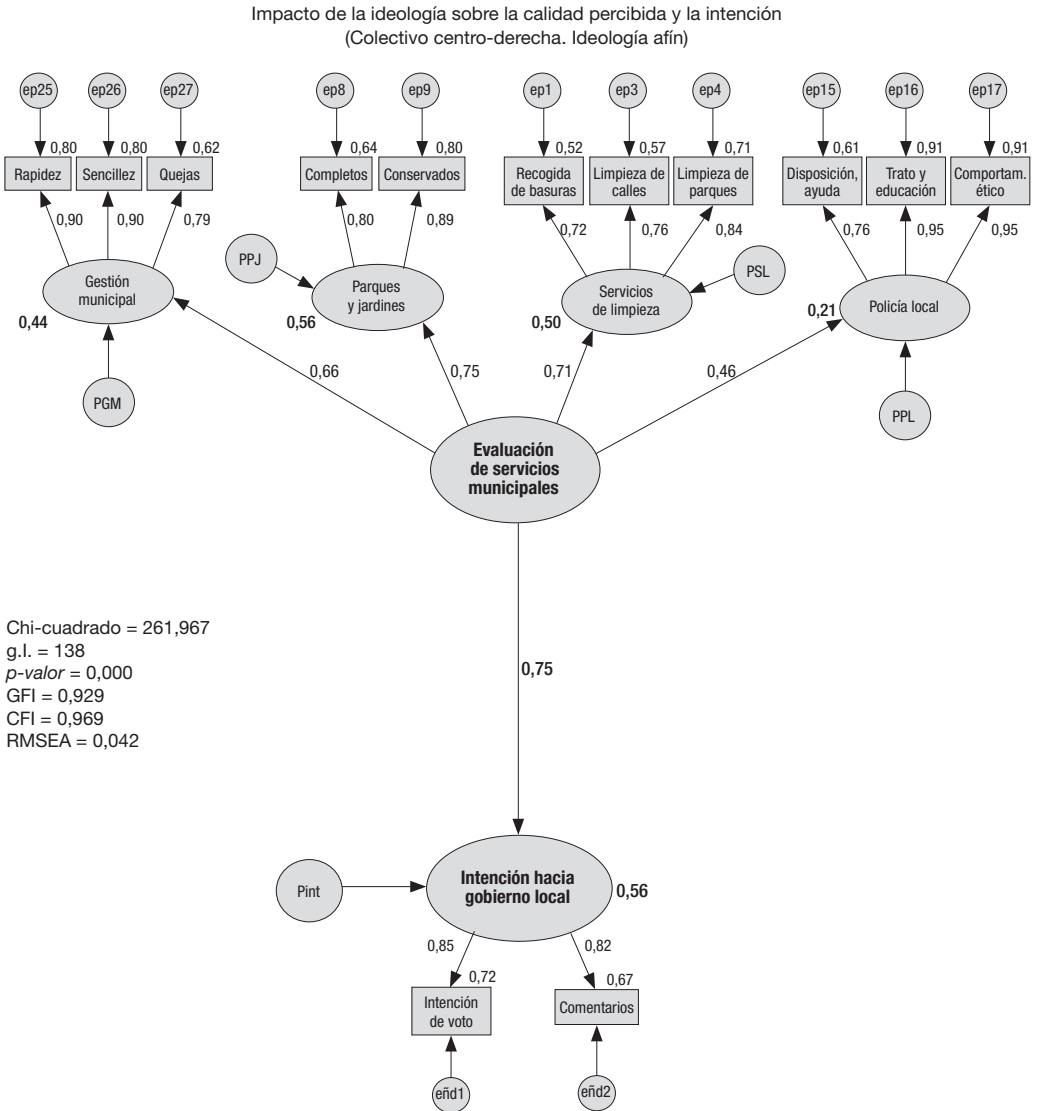 Impacto de la ideología sobre la calidad percibida y la intención
(Colectivo centro-derecha. Ideología afín)
ep25 ep26 ep27 ep8 ep9 ep1 ep3 ep4 ep15 ep16 ep17
0,80 0,80 0,62 0,64 0,80 0,52 0,57 0,71 0,61 0,91 0,91
Rapidez
Sencillez
Quejas
Completos
Conservados
Recogida
de basuras
Limpieza de
calles
Limpieza de
parques
Disposición,
ayuda
Trato y
educación
Comportam.
ético
0,90 0,90 0,79 0,80 0,89 0,72 0,76 0,84 0,76 0,95 0,95
PPJ
PSL
Gestión
municipal
0,44
Parques
y jardines
0,56
Servicios
de limpieza
0,50
Policía local
0,21
PGM
PPL
0,66 0,75 0,71 0,46
Evaluación
de servicios
municipales
Chi-cuadrado = 261,967
g.l. = 138
p-valor = 0,000
GFI = 0,929
CFI = 0,969
RMSEA = 0,042
0,75
Pint
Intención hacia
gobierno local
0,56
0,85 0,82
0,72 0,67
Intención
de voto
Comentarios
eñd1 eñd2